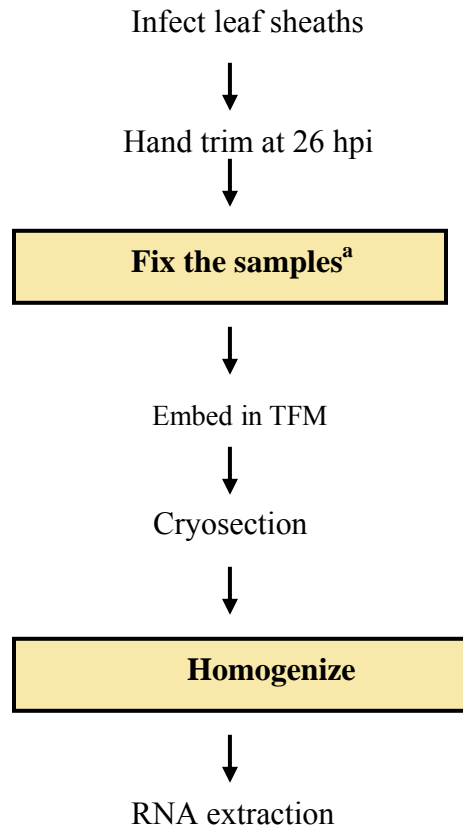 Infect leaf sheaths
Hand trim at 26 hpi
Fix the samplesᵃ
Embed in TFM
Cryosection
Homogenize
RNA extraction